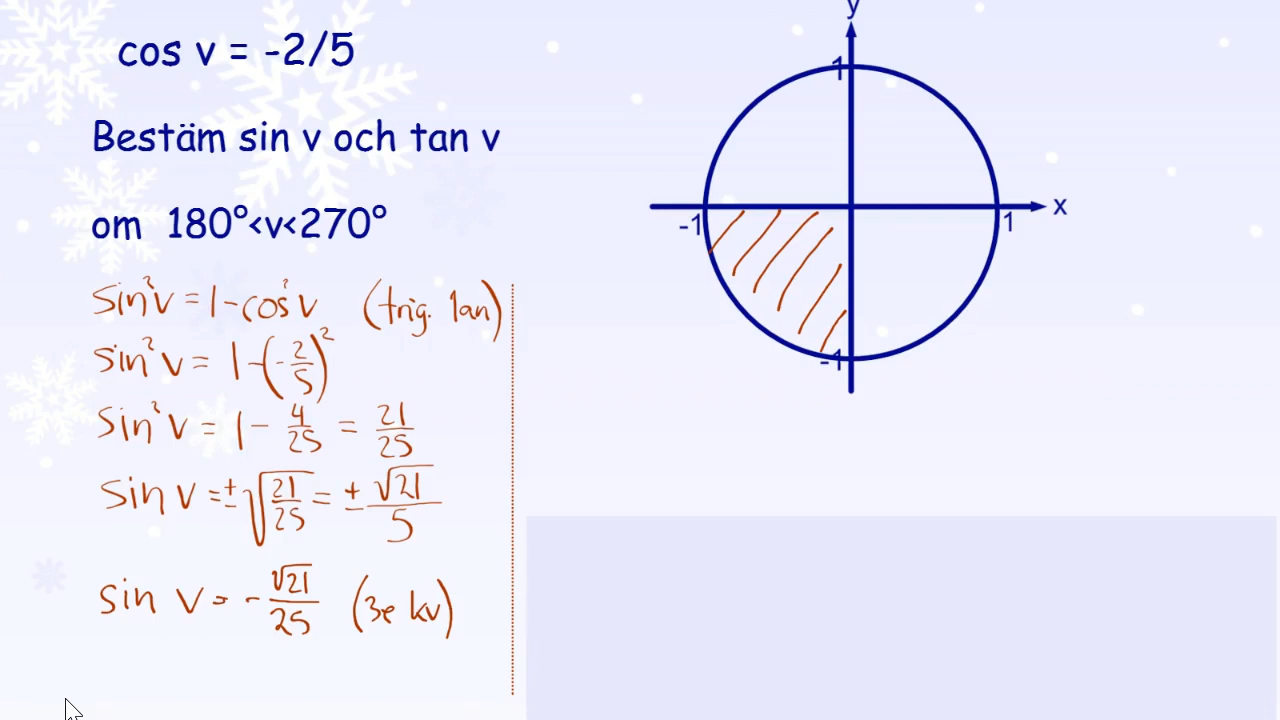 cos v = -2/5
Bestäm sin v och tan v
om 180°<v<270°
sin²v = 1-cos²v (trig. 1an)
sin²v = 1-(-2/5)²
sin²v = 1- 4/25 = 21/25
sin v = ±√21/25 = ± √21/5
sin v = - √21/25 (3e kv)
y
1
x
-1
1
-1